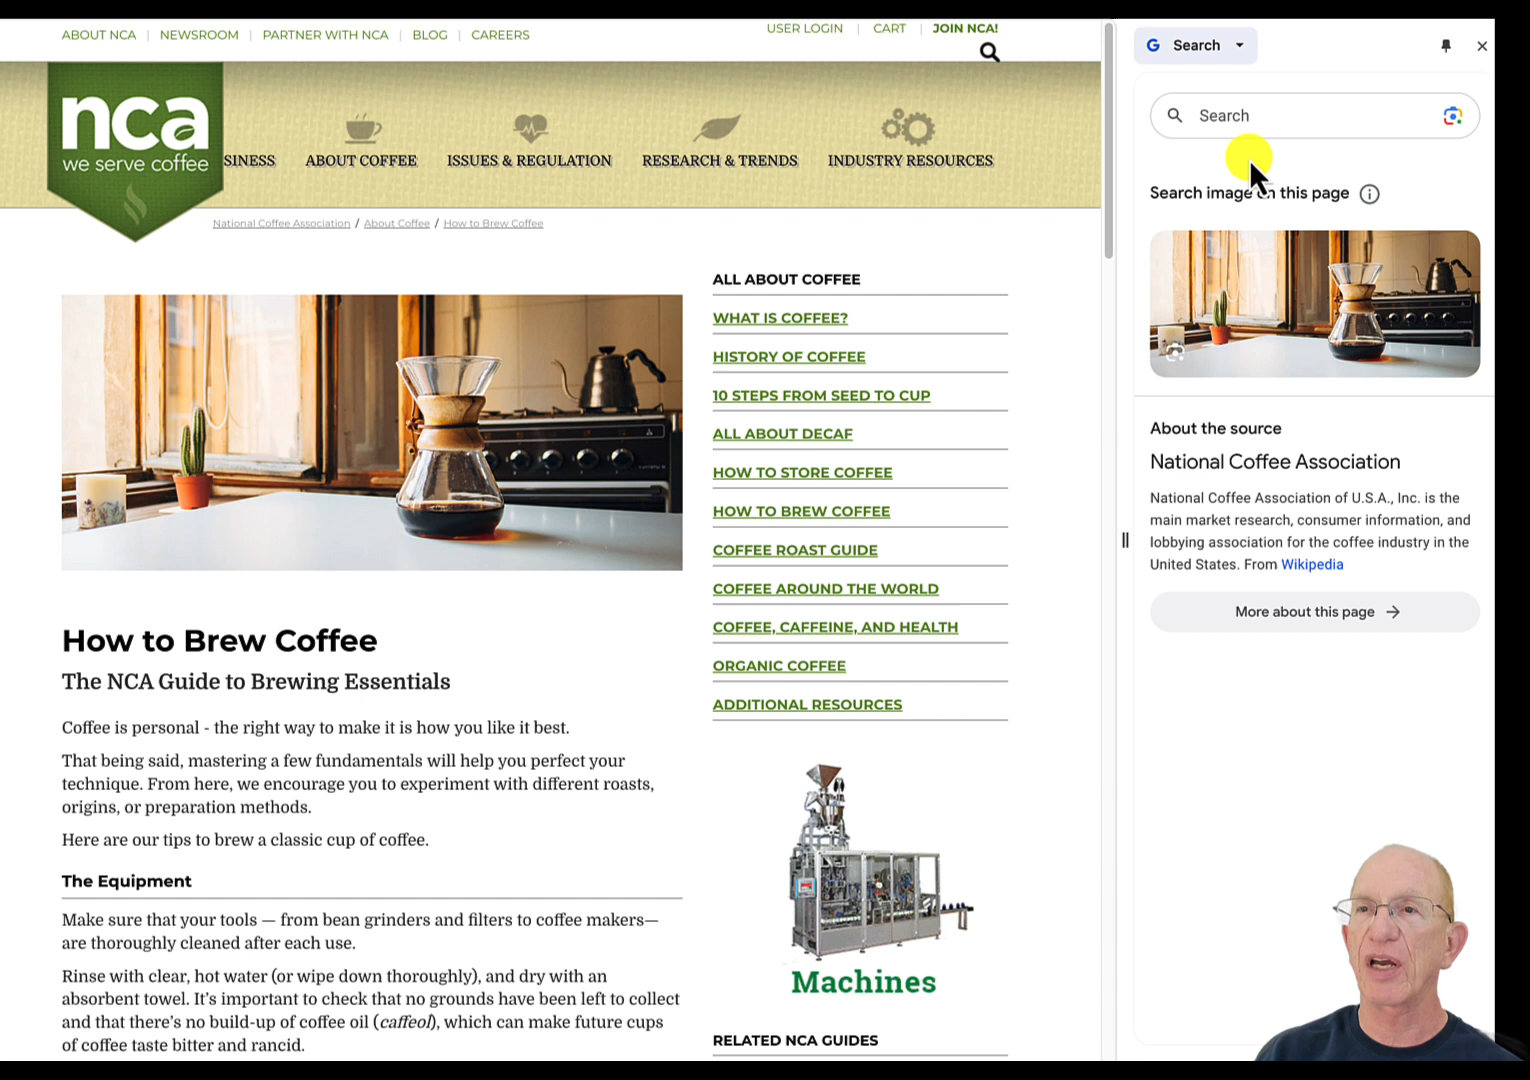 ABOUT NCA | NEWSROOM | PARTNER WITH NCA | BLOG | CAREERS
USER LOGIN | CART | JOIN NCA!
nca
we serve coffee
SINESS
ABOUT COFFEE
ISSUES & REGULATION
RESEARCH & TRENDS
INDUSTRY RESOURCES
National Coffee Association / About Coffee / How to Brew Coffee
How to Brew Coffee
The NCA Guide to Brewing Essentials
Coffee is personal - the right way to make it is how you like it best.
That being said, mastering a few fundamentals will help you perfect your
technique. From here, we encourage you to experiment with different roasts,
origins, or preparation methods.
Here are our tips to brew a classic cup of coffee.
The Equipment
Make sure that your tools — from bean grinders and filters to coffee makers—
are thoroughly cleaned after each use.
Rinse with clear, hot water (or wipe down thoroughly), and dry with an
absorbent towel. It's important to check that no grounds have been left to collect
and that there's no build-up of coffee oil (caffeol), which can make future cups
of coffee taste bitter and rancid.
ALL ABOUT COFFEE
WHAT IS COFFEE?
HISTORY OF COFFEE
10 STEPS FROM SEED TO CUP
ALL ABOUT DECAF
HOW TO STORE COFFEE
HOW TO BREW COFFEE
COFFEE ROAST GUIDE
COFFEE AROUND THE WORLD
COFFEE, CAFFEINE, AND HEALTH
ORGANIC COFFEE
ADDITIONAL RESOURCES
Machines
RELATED NCA GUIDES
G Search
Search
Search image on this page
About the source
National Coffee Association
National Coffee Association of U.S.A., Inc. is the
main market research, consumer information, and
lobbying association for the coffee industry in the
United States. From Wikipedia
More about this page →